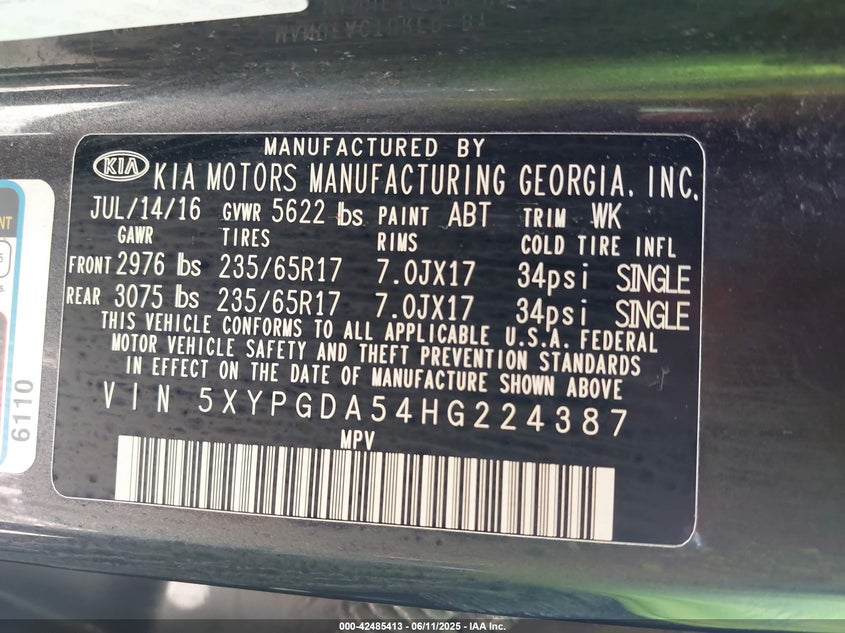 MANUFACTURED BY
KIA KIA MOTORS MANUFACTURING GEORGIA, INC.
JUL/14/16 GVWR 5622 lbs PAINT ABT TRIM WK
GAWR TIRES RIMS COLD TIRE INFL
FRONT 2976 lbs 235/65R17 7.0JX17 34psi SINGLE
REAR 3075 lbs 235/65R17 7.0JX17 34psi SINGLE
THIS VEHICLE CONFORMS TO ALL APPLICABLE U.S.A. FEDERAL
MOTOR VEHICLE SAFETY AND THEFT PREVENTION STANDARDS
IN EFFECT ON THE DATE OF MANUFACTURE SHOWN ABOVE
VIN 5XYPGDA54HG224387
MPV
6110
000-42485413 - 06/11/2025 - IAA Inc.